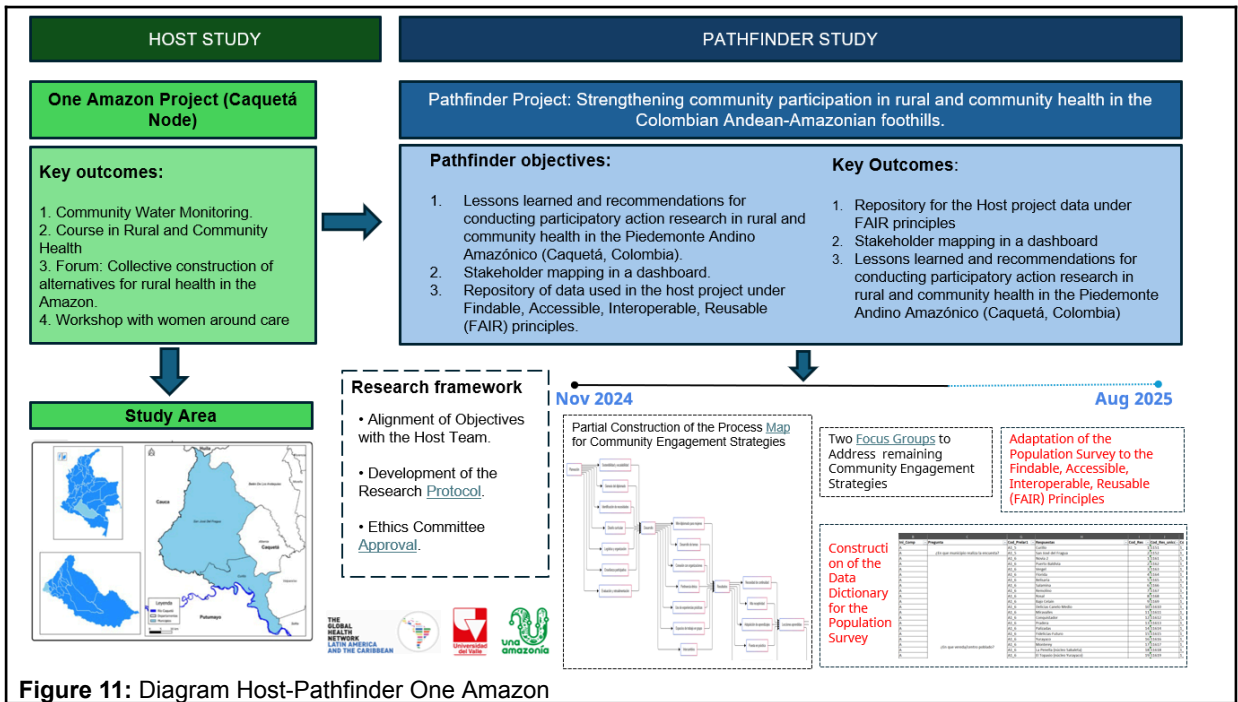 HOST STUDY
PATHFINDER STUDY
One Amazon Project (Caquetá
Node)
Pathfinder Project: Strengthening community participation in rural and community health in the
Colombian Andean-Amazonian foothills.
Key outcomes:
1. Community Water Monitoring.
2. Course in Rural and Community
Health
3. Forum: Collective construction of
alternatives for rural health in the
Amazon.
4. Workshop with women around care
Pathfinder objectives:
1. Lessons learned and recommendations for
conducting participatory action research in rural and
community health in the Piedemonte Andino
Amazónico (Caquetá, Colombia).
2. Stakeholder mapping in a dashboard.
3. Repository of data used in the host project under
Findable, Accessible, Interoperable, Reusable
(FAIR) principles.
Key Outcomes:
1. Repository for the Host project data under
FAIR principles
2. Stakeholder mapping in a dashboard
3. Lessons learned and recommendations for
conducting participatory action research in
rural and community health in the Piedemonte
Andino Amazónico (Caquetá, Colombia)
Study Area
Cauca
Caquetá
Putumayo
Leyenda
Research framework
• Alignment of Objectives
with the Host Team.
• Development of the
Research Protocol.
• Ethics Committee
Approval.
THE
GLOBAL
HEALTH
NETWORK
LATIN AMERICA
AND THE CARIBBEAN
Universidad
del Valle
una
amazonía
Nov 2024
Aug 2025
Partial Construction of the Process Map
for Community Engagement Strategies
Two Focus Groups to
Address remaining
Community Engagement
Strategies
Adaptation of the
Population Survey to the
Findable, Accessible,
Interoperable, Reusable
(FAIR) Principles
Constructi
on of the
Data
Dictionary
for the
Population
Survey
Pregunta
Respuestas
Figure 11: Diagram Host-Pathfinder One Amazon